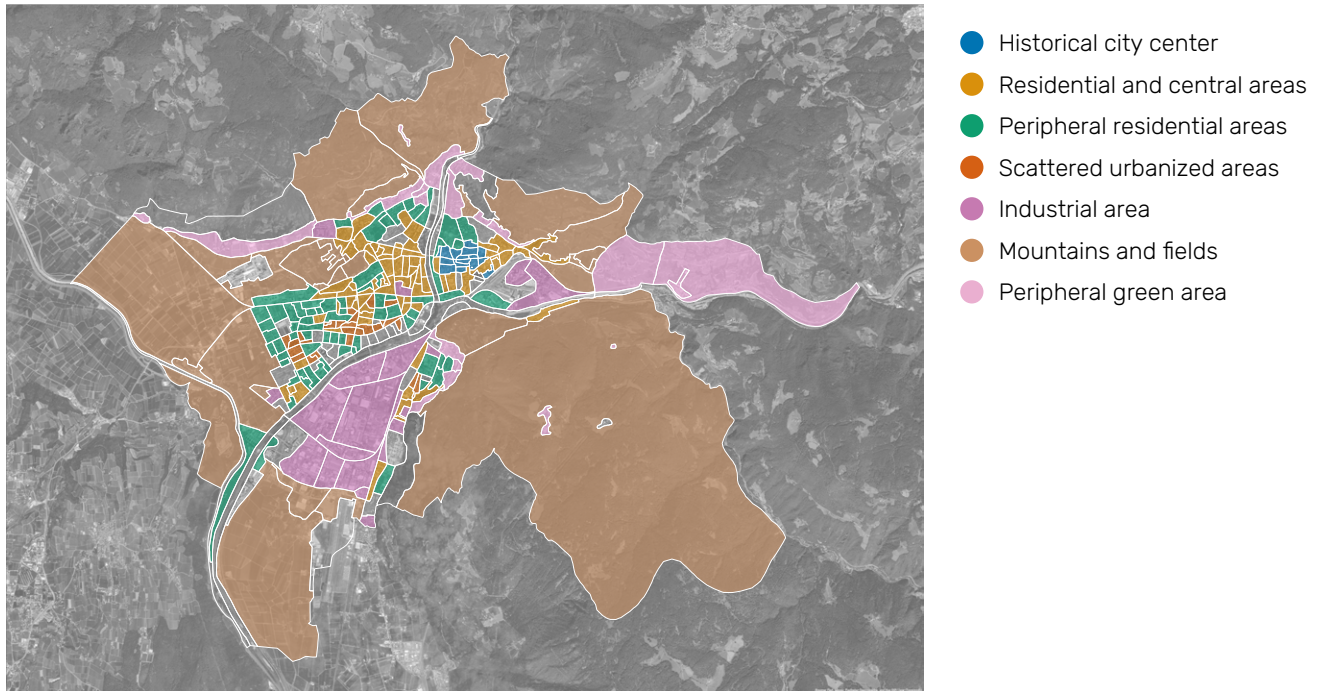 Historical city center
Residential and central areas
Peripheral residential areas
Scattered urbanized areas
Industrial area
Mountains and fields
Peripheral green area